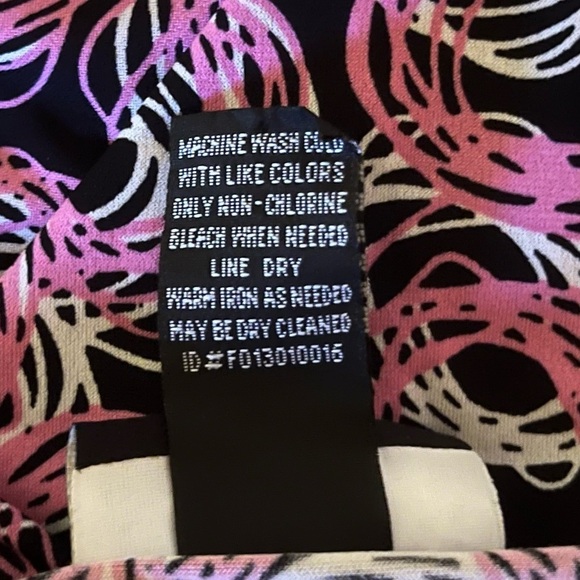 MACHINE WASH COLD
WITH LIKE COLORS
ONLY NON-CHLORINE
BLEACH WHEN NEEDED
LINE DRY
WARM IRON AS NEEDED
MAY BE DRY CLEANED
ID#F013010016